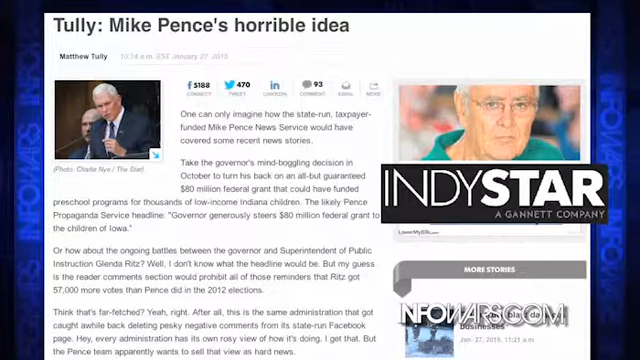 Tully: Mike Pence's horrible idea
Matthew Tully 10:24 a.m. EST January 27, 2015
5188
CONNECT
470
TWEET
LINKEDIN
93
COMMENT
EMAIL
MORE
(Photo: Charlie Nye / The Star)
One can only imagine how the state-run, taxpayer-
funded Mike Pence News Service would have
covered some recent news stories.
Take the governor's mind-boggling decision in
October to turn his back on an all-but guaranteed
$80 million federal grant that could have funded
preschool programs for thousands of low-income Indiana children. The likely Pence
Propaganda Service headline: "Governor generously steers $80 million federal grant to
the children of Iowa."
Or how about the ongoing battles between the governor and Superintendent of Public
Instruction Glenda Ritz? Well, I don't know what the headline would be. But my guess
is the reader comments section would prohibit all of those reminders that Ritz got
57,000 more votes than Pence did in the 2012 elections.
Think that's far-fetched? Yeah, right. After all, this is the same administration that got
caught awhile back deleting pesky negative comments from its state-run Facebook
page. Hey, every administration has its own rosy view of how it's doing. I get that. But
the Pence team apparently wants to sell that view as hard news.
INDYSTAR
A GANNETT COMPANY
LowerMyBills.com
MORE STORIES
INFOWARS.COM
businesses
Jan. 27, 2015, 11:21 a.m.
INFOWARS